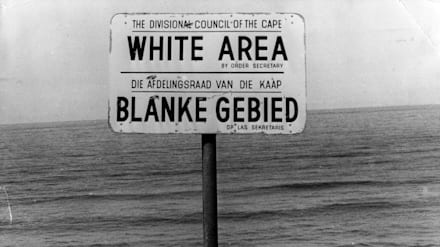 THE DIVISIONAL COUNCIL OF THE CAPE
WHITE AREA
BY ORDER SECRETARY
DIE AFDELINGSRAAD VAN DIE KAAP
BLANKE GEBIED
OP LAS SEKRETARIS